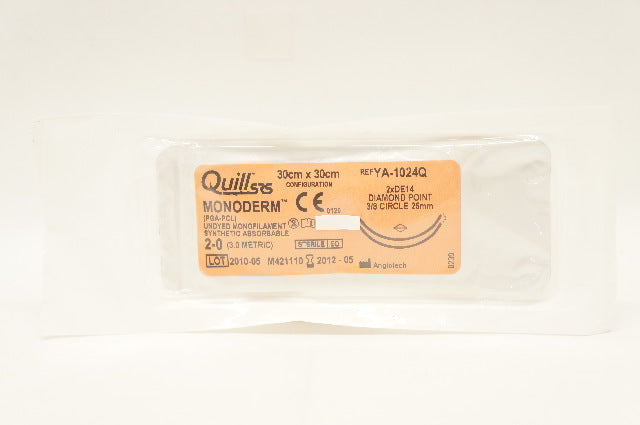 Quill SRS
30cm x 30cm
CONFIGURATION
REF YA-1024Q
MONODERM™
CE 0120
(PGA-PCL)
UNDYED MONOFILAMENT
SYNTHETIC ABSORBABLE
2-0 (3.0 METRIC)
STERILE EO
2xDE14
DIAMOND POINT
3/8 CIRCLE 26mm
LOT 2010-05 M421110 2012-05
Angiotech